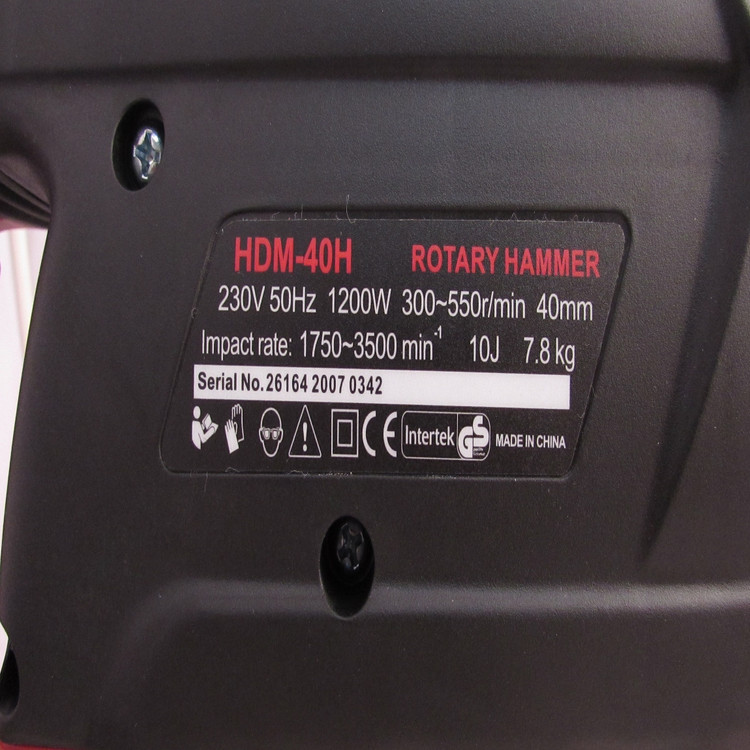 HDM-40H ROTARY HAMMER
230V 50Hz 1200W 300~550r/min 40mm
Impact rate: 1750~3500 min⁻¹ 10J 7.8 kg
Serial No. 26164 2007 0342
CE Intertek GS MADE IN CHINA